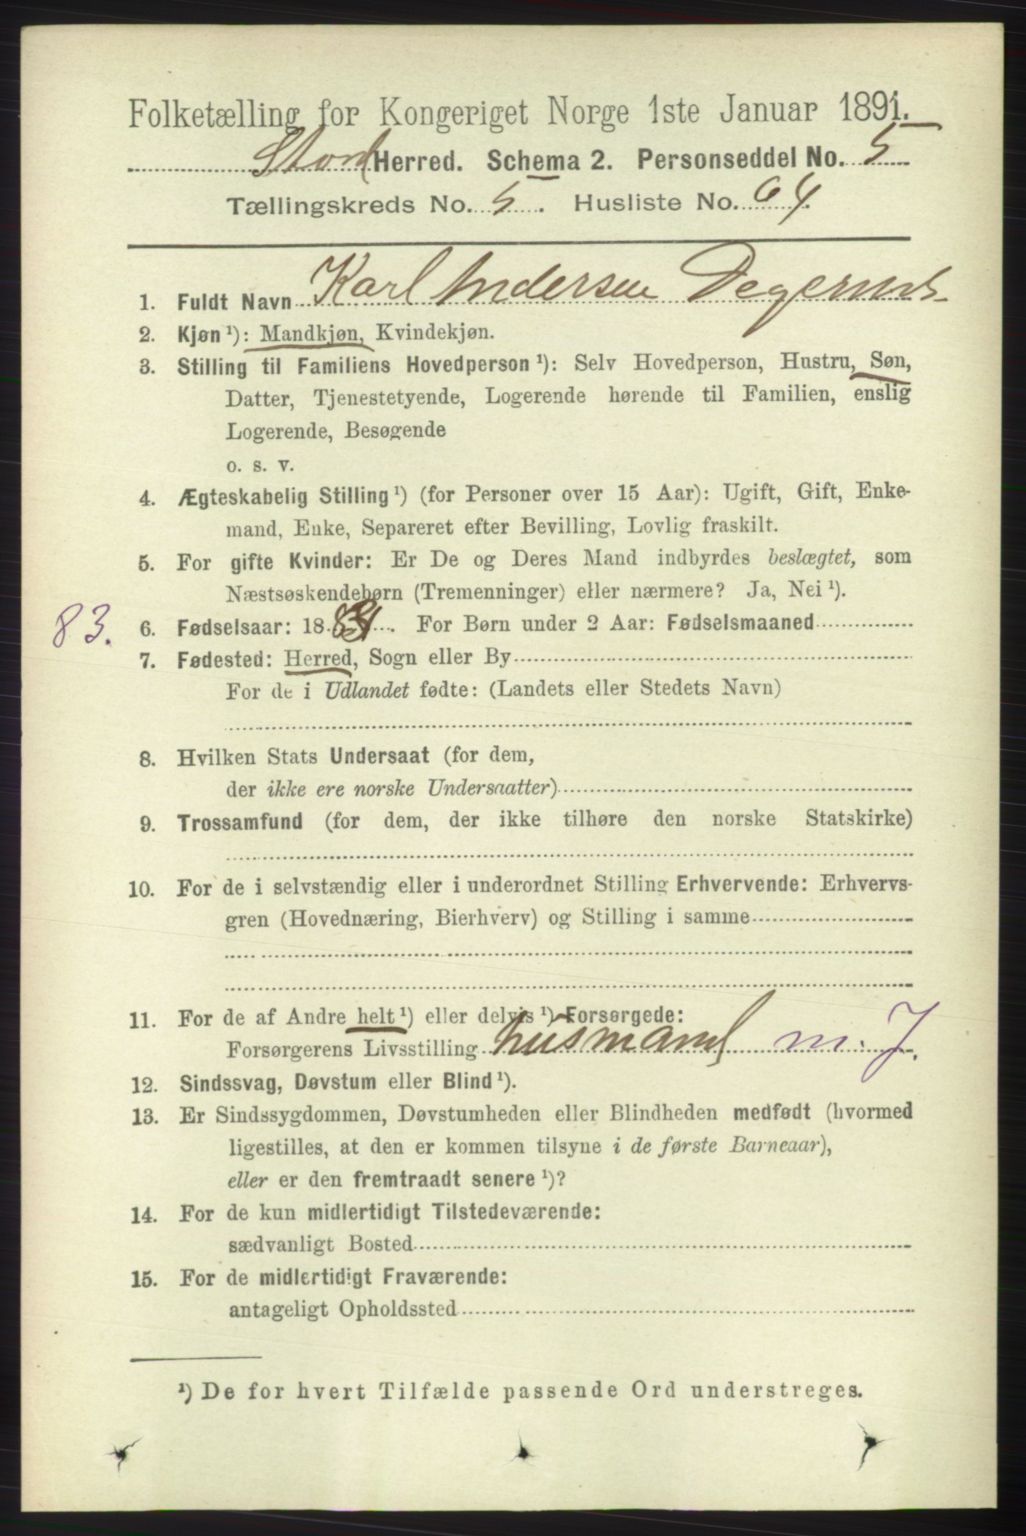 Folketælling for Kongeriget Norge 1ste Januar 1891.
Stord Herred. Schema 2. Personseddel No. 5
Tællingskreds No. 5. Husliste No. 64
1. Fuldt Navn Karl Andersen
2. Kjøn ¹): Mandkjøn, Kvindekjøn.
3. Stilling til Familiens Hovedperson ¹): Selv Hovedperson, Hustru, Søn,
Datter, Tjenestetyende, Logerende hørende til Familien, enslig
Logerende, Besøgende
o. s. v.
4. Ægteskabelig Stilling ¹) (for Personer over 15 Aar): Ugift, Gift, Enke-
mand, Enke, Separeret efter Bevilling, Lovlig fraskilt.
5. For gifte Kvinder: Er De og Deres Mand indbyrdes beslægtet, som
Næstsøskendebørn (Tremenninger) eller nærmere? Ja, Nei ¹).
83. 6. Fødselsaar: 18 . For Børn under 2 Aar: Fødselsmaaned
7. Fødested: Herred, Sogn eller By
For de i Udlandet fødte: (Landets eller Stedets Navn)
8. Hvilken Stats Undersaat (for dem,
der ikke ere norske Undersaatter)
9. Trossamfund (for dem, der ikke tilhøre den norske Statskirke)
10. For de i selvstændig eller i underordnet Stilling Erhvervende: Erhvervs-
gren (Hovednæring, Bierhverv) og Stilling i samme
11. For de af Andre helt ¹) eller delvis ¹) Forsørgede:
Forsørgerens Livsstilling husmand m. J.
12. Sindssvag, Døvstum eller Blind ¹).
13. Er Sindssygdommen, Døvstumheden eller Blindheden medfødt (hvormed
ligestilles, at den er kommen tilsyne i de første Barneaar),
eller er den fremtraadt senere ¹)?
14. For de kun midlertidigt Tilstedeværende:
sædvanligt Bosted
15. For de midlertidigt Fraværende:
antageligt Opholdssted
¹) De for hvert Tilfælde passende Ord understreges.